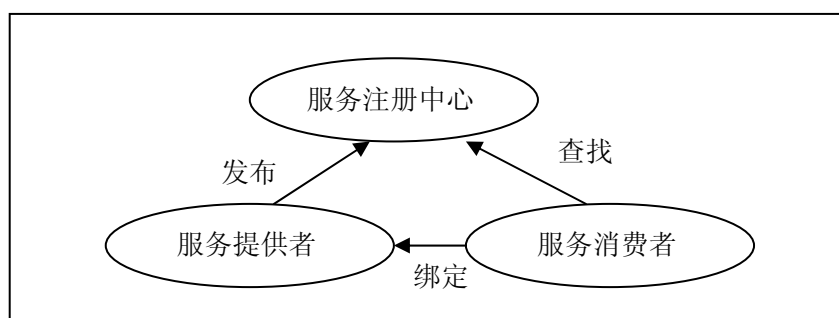 服务注册中心
查找
发布
服务提供者
服务消费者
绑定